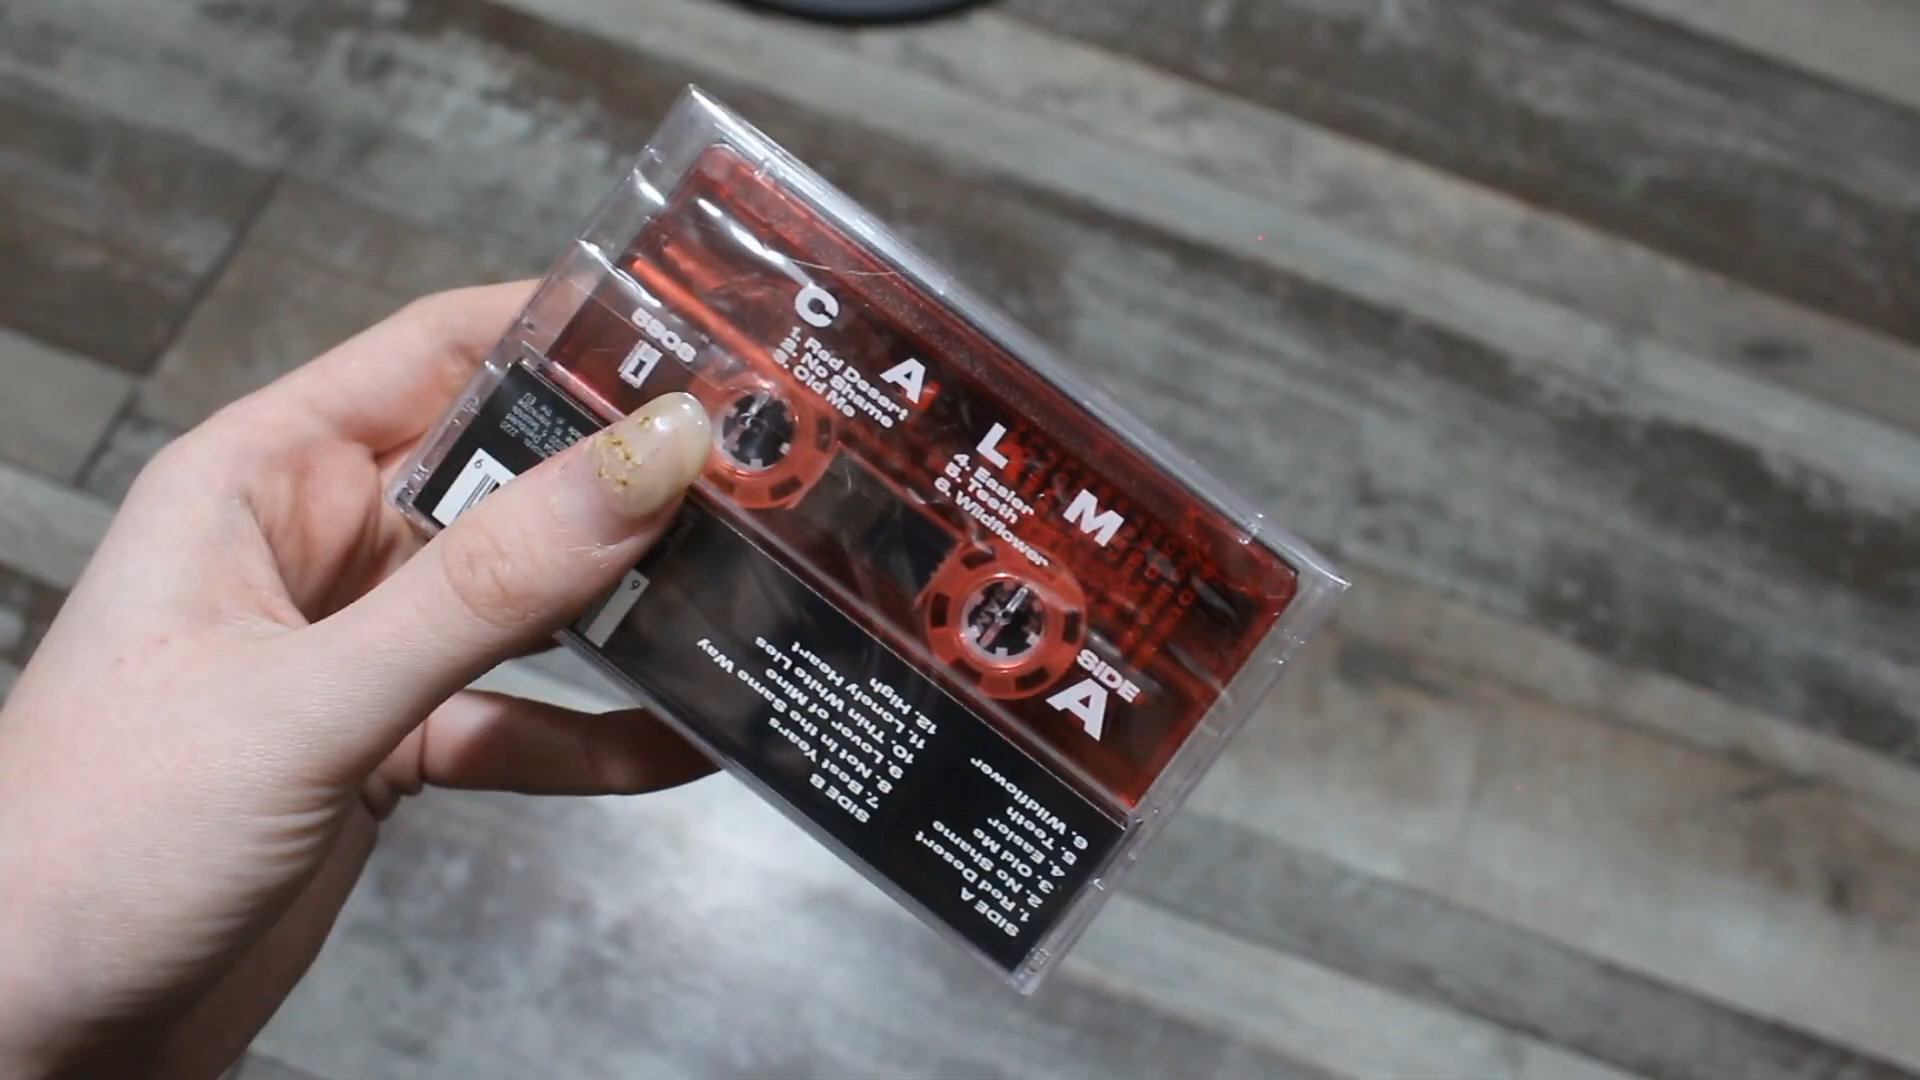 C A L M
5SOS
1. Red Desert
2. No Shame
3. Old Me
4. Easier
5. Teeth
6. Wildflower
SIDE
A
SIDE A
1. Red Desert
2. No Shame
3. Old Me
4. Easier
5. Teeth
6. Wildflower
SIDE B
7. Best Years
8. Not In the Same Way
9. Lover of Mine
10. Thin White Lies
11. Lonely Heart
12. High